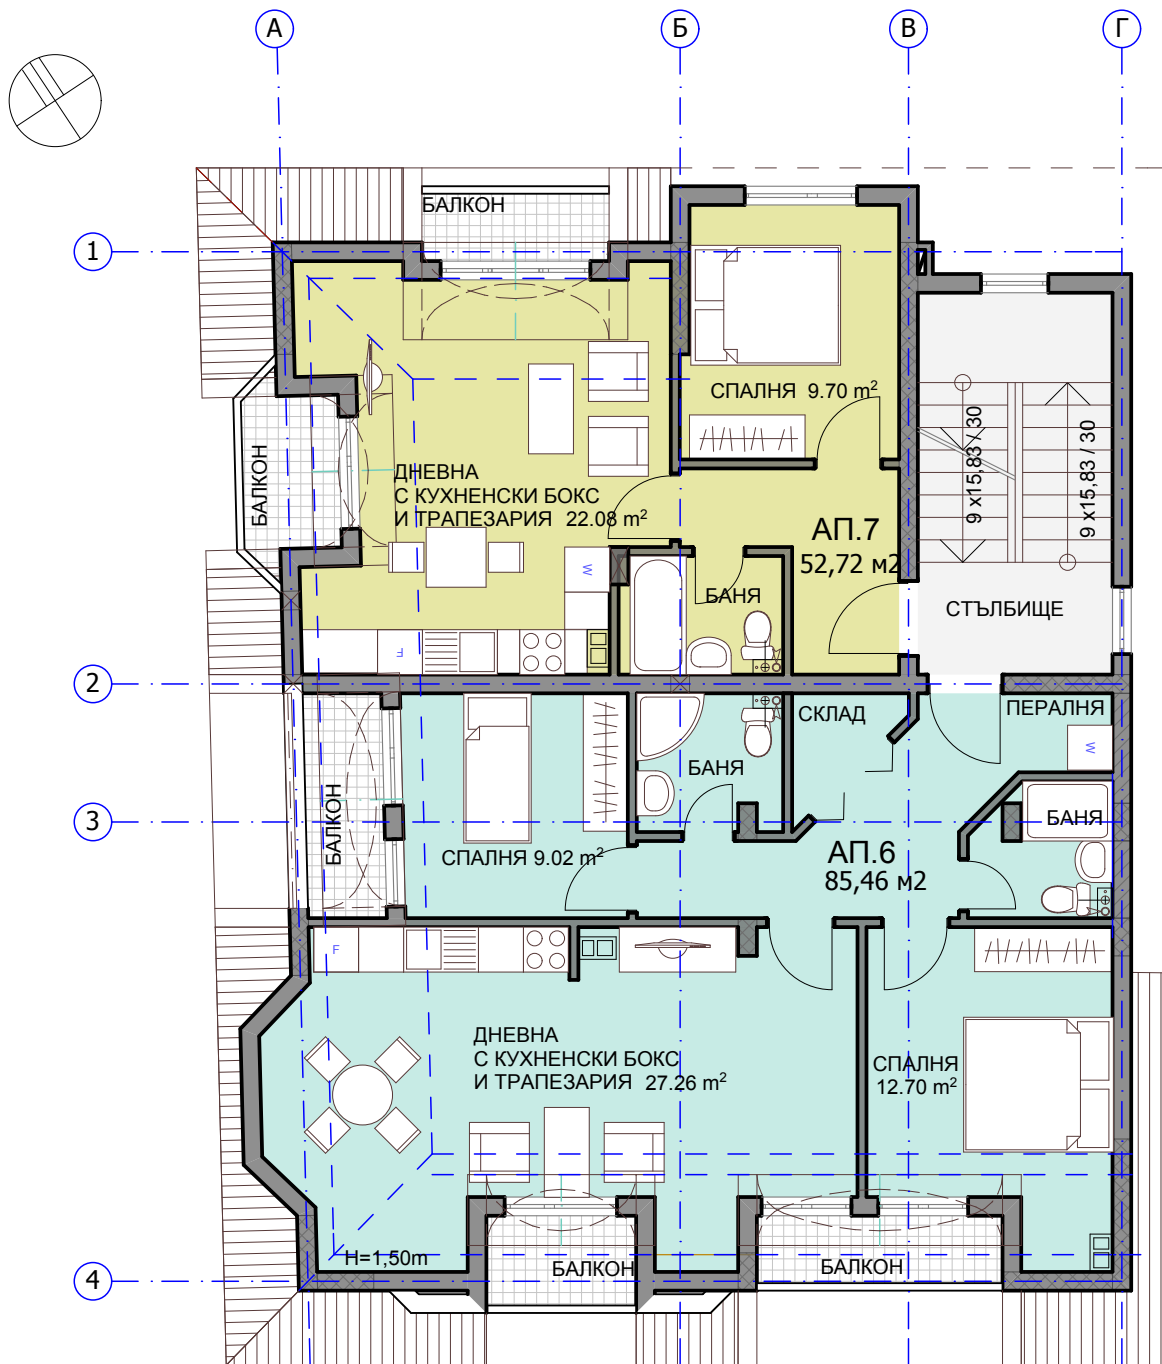 А
Б
В
Г
БАЛКОН
1
СПАЛНЯ 9.70 m²
БАЛКОН
ДНЕВНА
С КУХНЕНСКИ БОКС
И ТРАПЕЗАРИЯ 22.08 m²
9 x15,83 / 30
9 x15,83 / 30
АП.7
52,72 м2
W
БАНЯ
СТЪЛБИЩЕ
F
2
СКЛАД
ПЕРАЛНЯ
W
БАНЯ
БАЛКОН
3
БАНЯ
СПАЛНЯ 9.02 m²
АП.6
85,46 м2
F
ДНЕВНА
С КУХНЕНСКИ БОКС
И ТРАПЕЗАРИЯ 27.26 m²
СПАЛНЯ
12.70 m²
H=1,50m
БАЛКОН
БАЛКОН
4